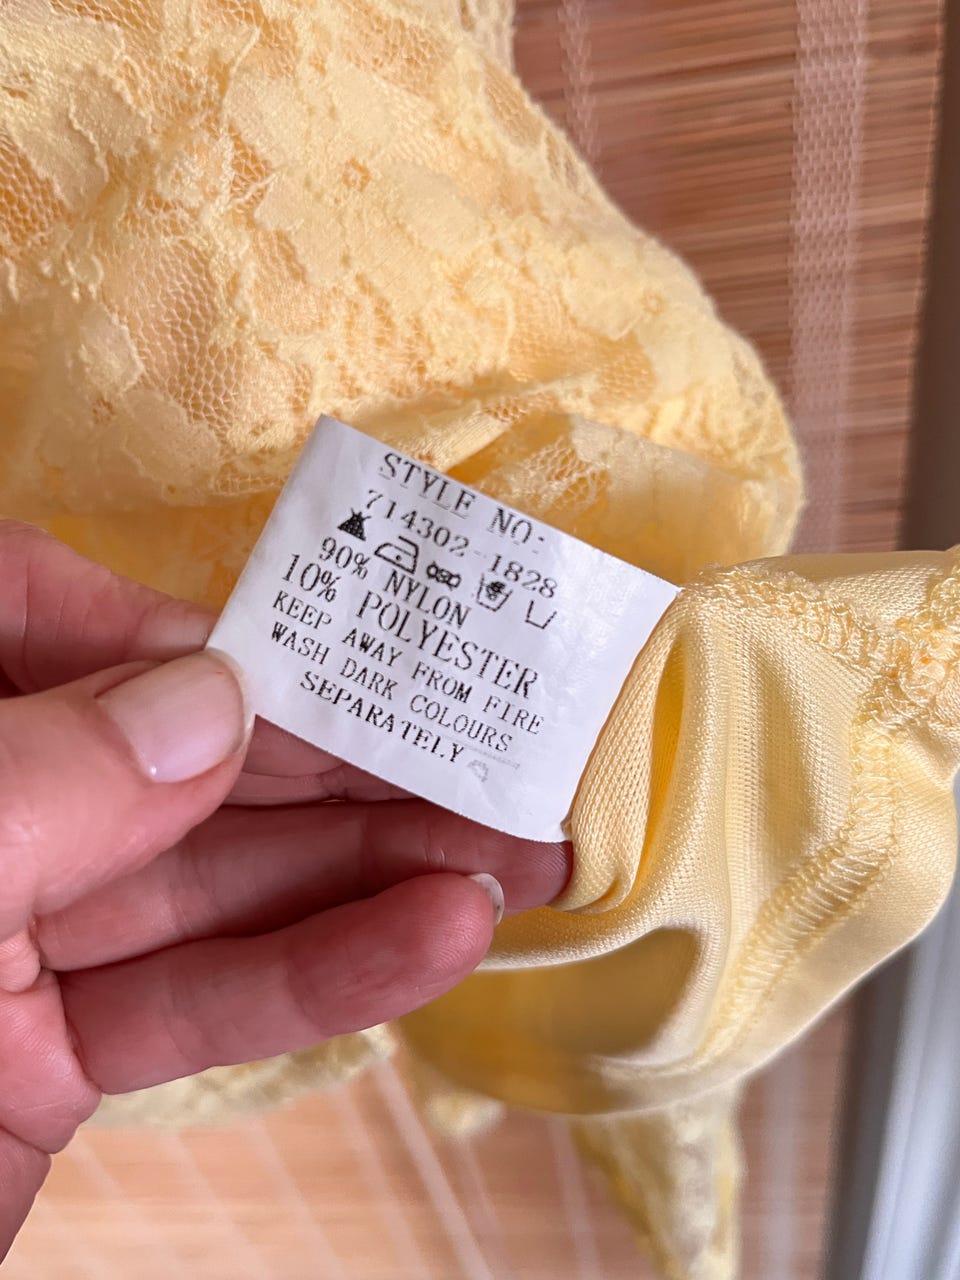 STYLE NO:
714302-1828
90% NYLON
10% POLYESTER
KEEP AWAY FROM FIRE
WASH DARK COLOURS
SEPARATELY